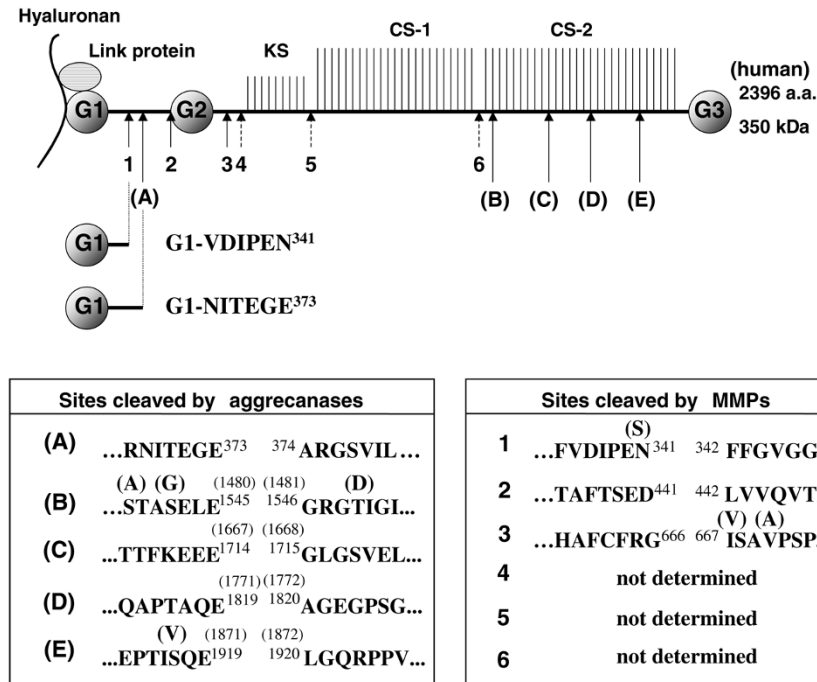 Hyaluronan
Link protein
KS
CS-1
CS-2
(human)
2396 a.a.
350 kDa
G1
G2
G3
1
2
3
4
5
6
(A)
(B)
(C)
(D)
(E)
G1
G1-VDIPEN³⁴¹
G1
G1-NITEGE³⁷³
Sites cleaved by aggrecanases
(A) ...RNITEGE³⁷³ ³⁷⁴ARGSVIL...
(A) (G) (1480) (1481) (D)
(B) ...STASELE¹⁵⁴⁵ ¹⁵⁴⁶GRGTIGI...
(1667) (1668)
(C) ...TTFKEEE¹⁷¹⁴ ¹⁷¹⁵GLGSVEL...
(1771) (1772)
(D) ...QAPTAQE¹⁸¹⁹ ¹⁸²⁰AGEGPSG...
(V) (1871) (1872)
(E) ...EPTISQE¹⁹¹⁹ ¹⁹²⁰LGQRPPV...
Sites cleaved by MMPs
(S)
1 ...FVDIPEN³⁴¹ ³⁴²FFGVGG
2 ...TAFTSED⁴⁴¹ ⁴⁴²LVVQVT
(V) (A)
3 ...HAFCFRG⁶⁶⁶ ⁶⁶⁷ISAVPSP
4 not determined
5 not determined
6 not determined